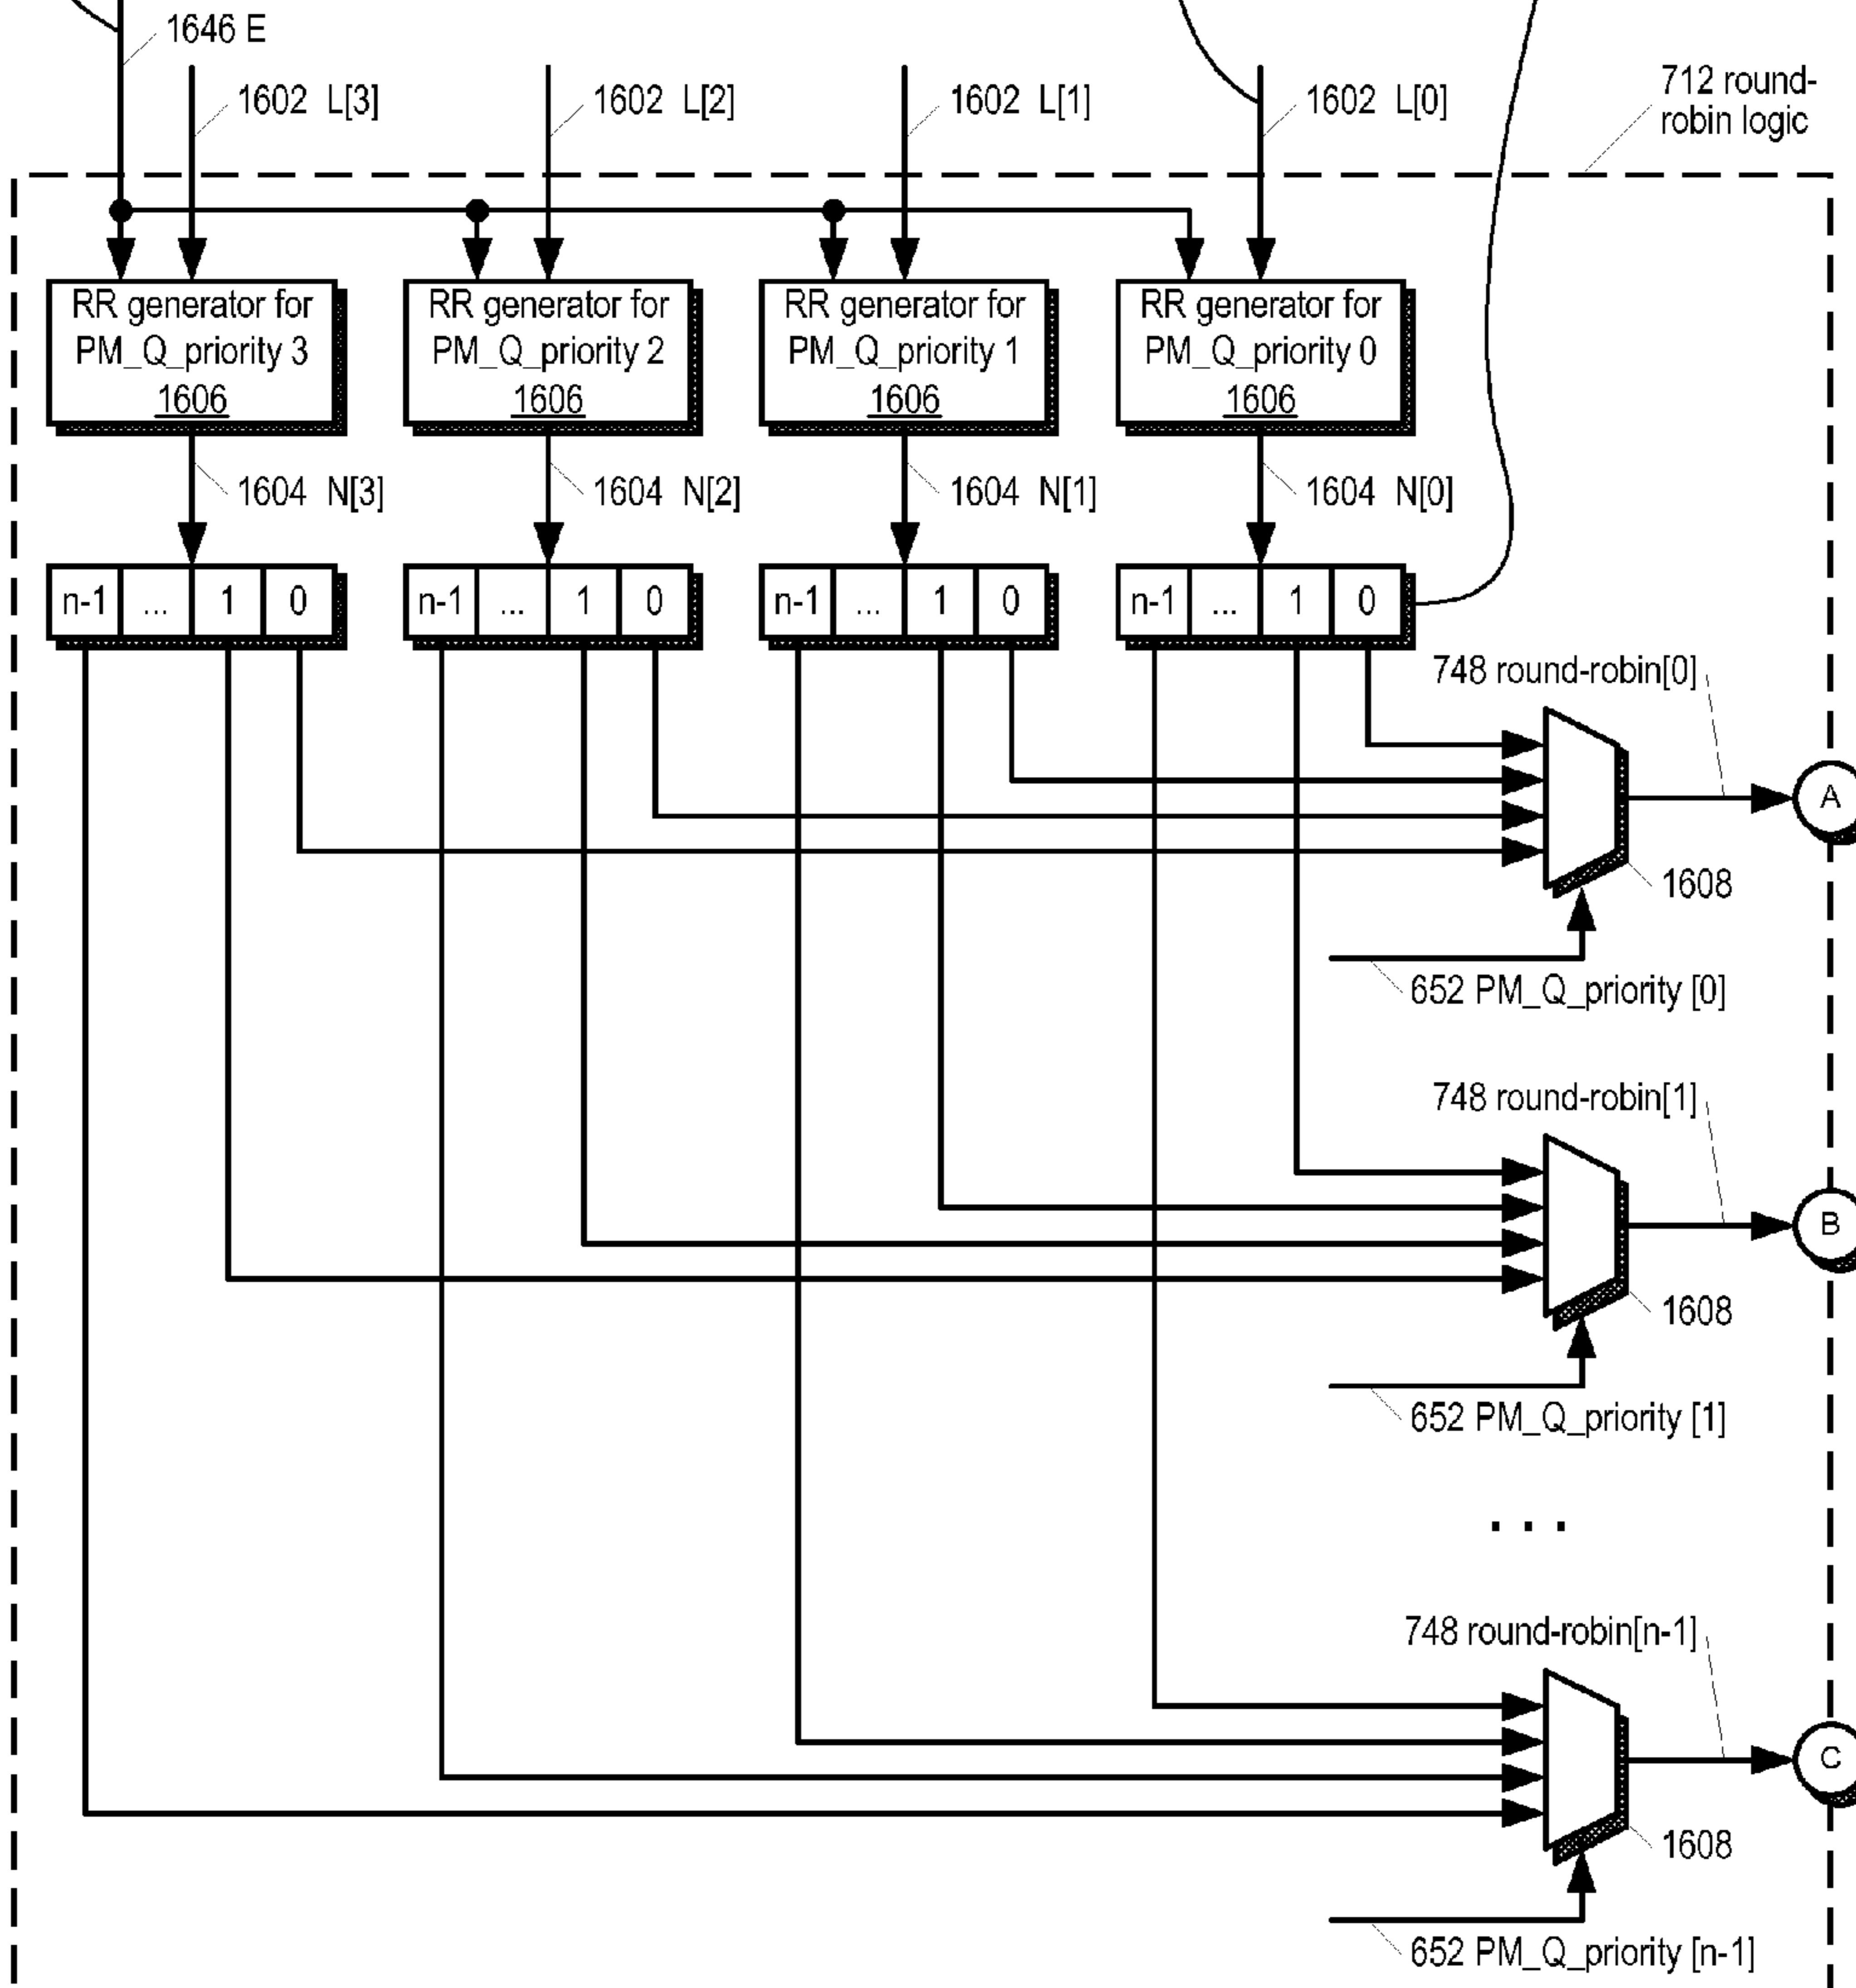 1646 E
1602 L[3]
1602 L[2]
1602 L[1]
1602 L[0]
712 round-
robin logic
RR generator for
PM_Q_priority 3
1606
RR generator for
PM_Q_priority 2
1606
RR generator for
PM_Q_priority 1
1606
RR generator for
PM_Q_priority 0
1606
1604 N[3]
1604 N[2]
1604 N[1]
1604 N[0]
n-1 ... 1 0
n-1 ... 1 0
n-1 ... 1 0
n-1 ... 1 0
748 round-robin[0]
A
1608
652 PM_Q_priority [0]
748 round-robin[1]
B
1608
652 PM_Q_priority [1]
. . .
748 round-robin[n-1]
C
1608
652 PM_Q_priority [n-1]